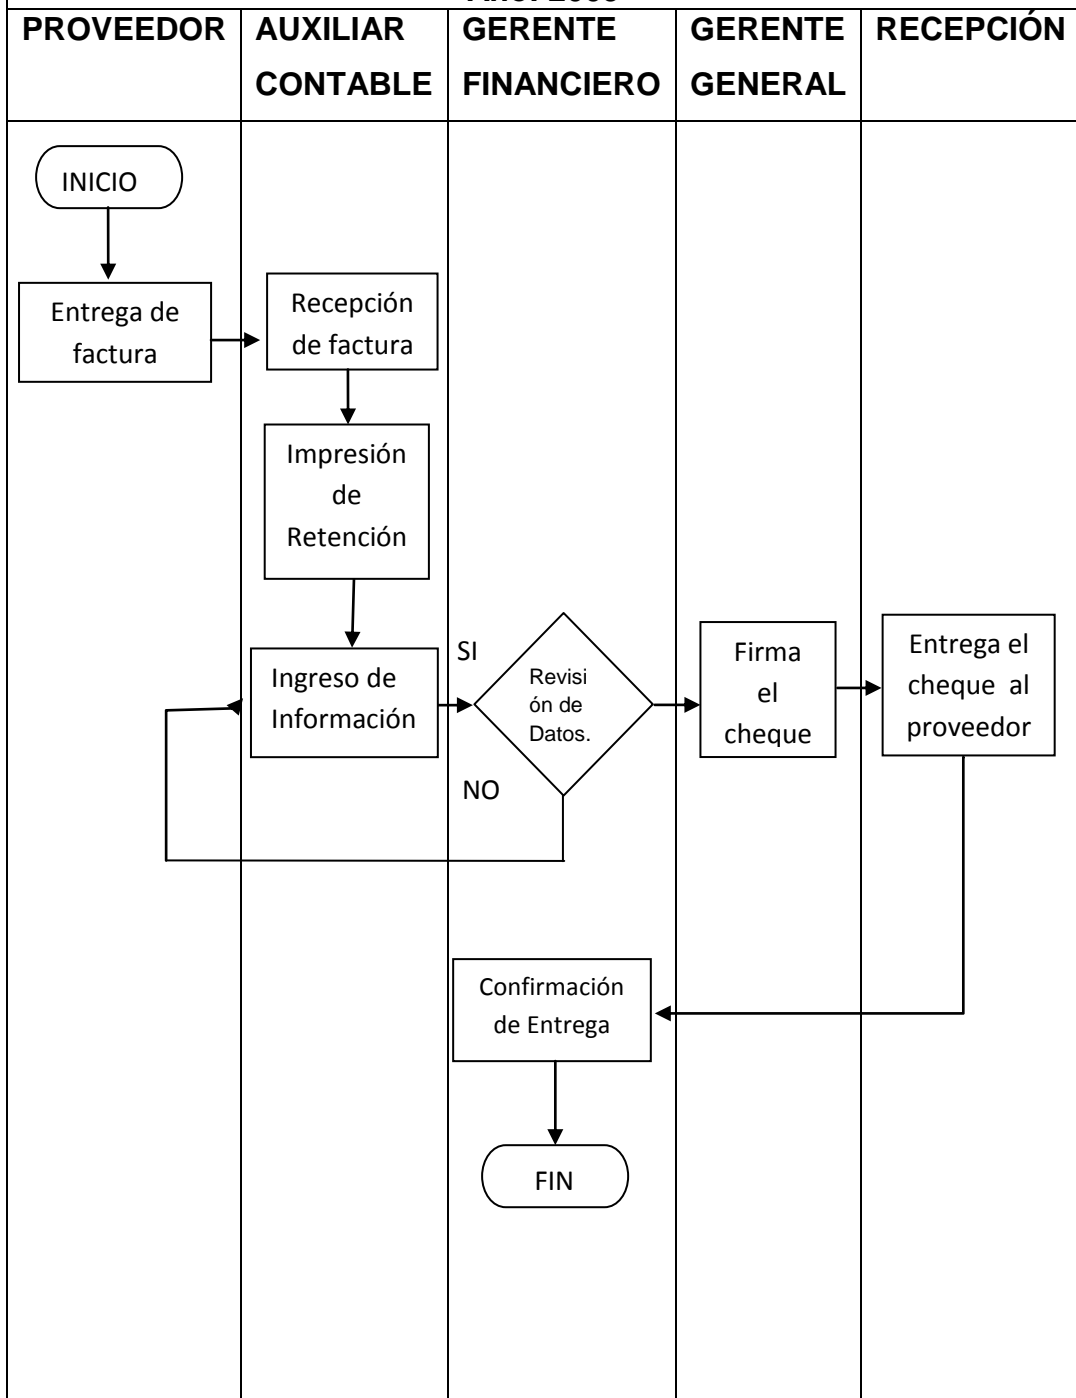 PROVEEDOR
AUXILIAR
CONTABLE
GERENTE
FINANCIERO
GERENTE
GENERAL
RECEPCIÓN
INICIO
Entrega de
factura
Recepción
de factura
Impresión
de
Retención
Ingreso de
Información
SI
NO
Revisi
ón de
Datos.
Firma
el
cheque
Entrega el
cheque al
proveedor
Confirmación
de Entrega
FIN